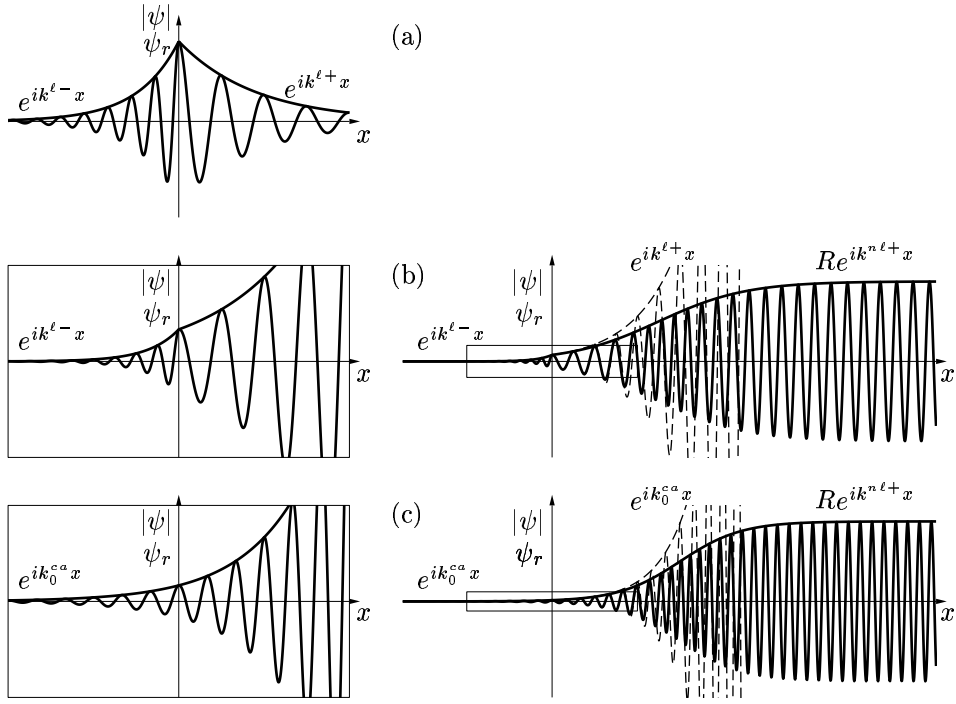 |ψ|
ψ_r
(a)
e^{ik^{ℓ-}x}
e^{ik^{ℓ+}x}
x
|ψ|
ψ_r
(b)
e^{ik^{ℓ-}x}
x
|ψ|
ψ_r
e^{ik^{ℓ+}x}
Re^{ik^{nℓ+}x}
e^{ik^{ℓ-}x}
x
|ψ|
ψ_r
(c)
e^{ik_0^{ca}x}
x
|ψ|
ψ_r
e^{ik_0^{ca}x}
Re^{ik^{nℓ+}x}
e^{ik_0^{ca}x}
x